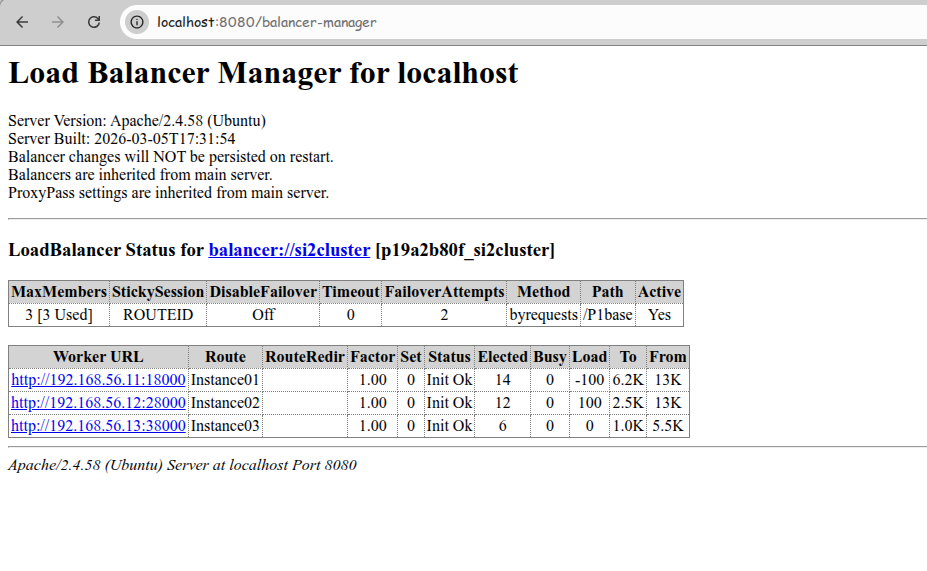 localhost:8080/balancer-manager
Load Balancer Manager for localhost
Server Version: Apache/2.4.58 (Ubuntu)
Server Built: 2026-03-05T17:31:54
Balancer changes will NOT be persisted on restart.
Balancers are inherited from main server.
ProxyPass settings are inherited from main server.
LoadBalancer Status for balancer://si2cluster [p19a2b80f_si2cluster]
MaxMembers StickySession DisableFailover Timeout FailoverAttempts Method Path Active
3 [3 Used] ROUTEID Off 0 2 byrequests /P1base Yes
Worker URL Route RouteRedir Factor Set Status Elected Busy Load To From
http://192.168.56.11:18000 Instance01 1.00 0 Init Ok 14 0 -100 6.2K 13K
http://192.168.56.12:28000 Instance02 1.00 0 Init Ok 12 0 100 2.5K 13K
http://192.168.56.13:38000 Instance03 1.00 0 Init Ok 6 0 0 1.0K 5.5K
Apache/2.4.58 (Ubuntu) Server at localhost Port 8080